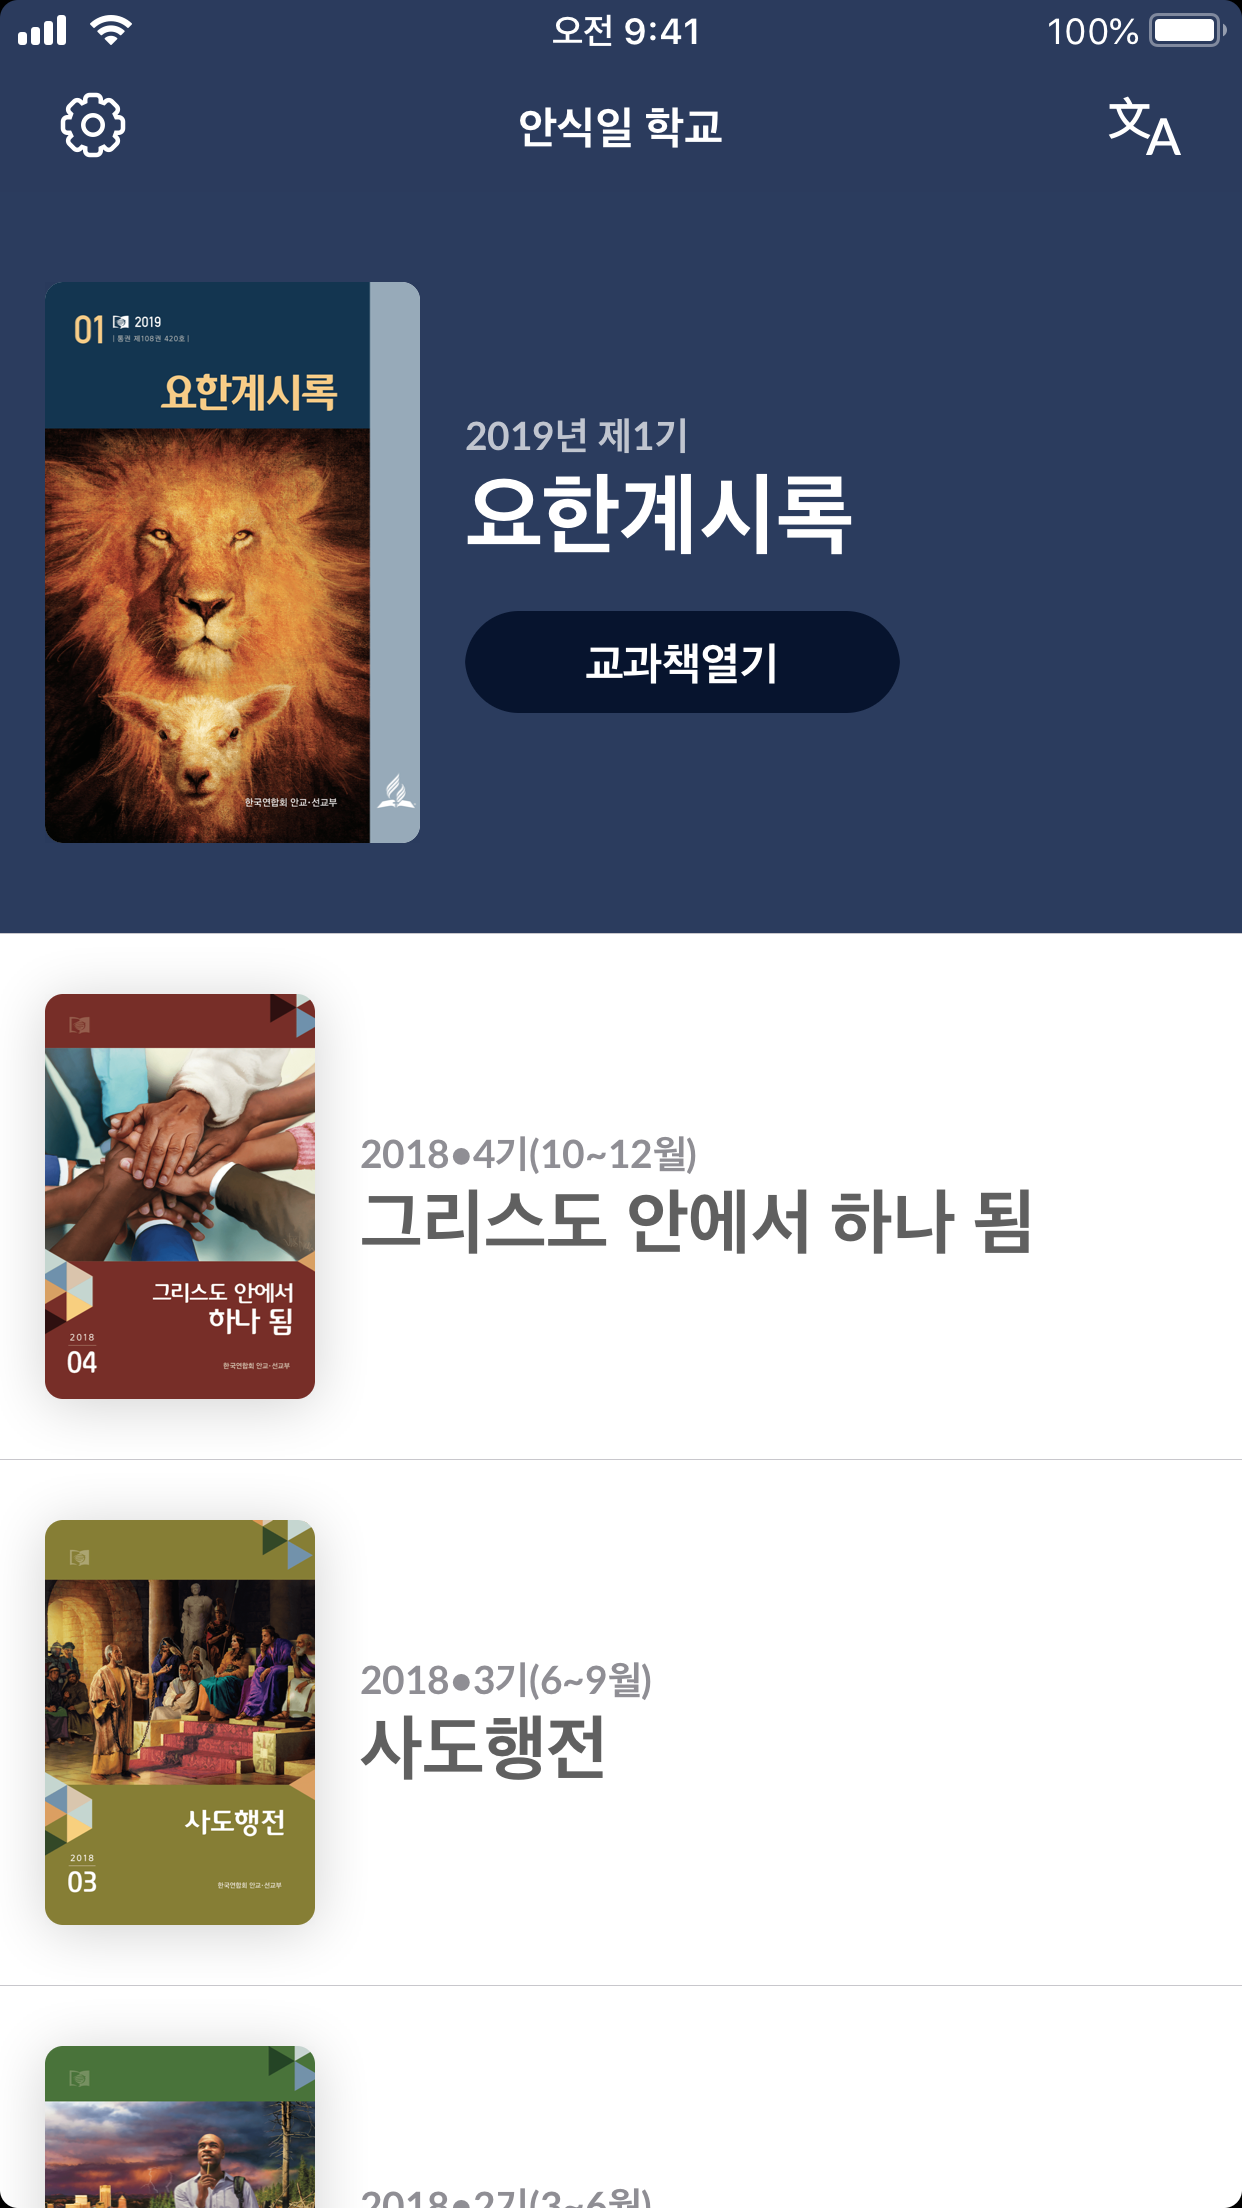 오전 9:41
100%
안식일 학교
文A
01 2019
| 통권 제108권 420호 |
요한계시록
한국연합회 안교·선교부
2019년 제1기
요한계시록
교과책열기
그리스도 안에서
하나 됨
2018
04
한국연합회 안교·선교부
2018●4기(10~12월)
그리스도 안에서 하나 됨
사도행전
2018
03
한국연합회 안교·선교부
2018●3기(6~9월)
사도행전
2018●2기(3~6월)